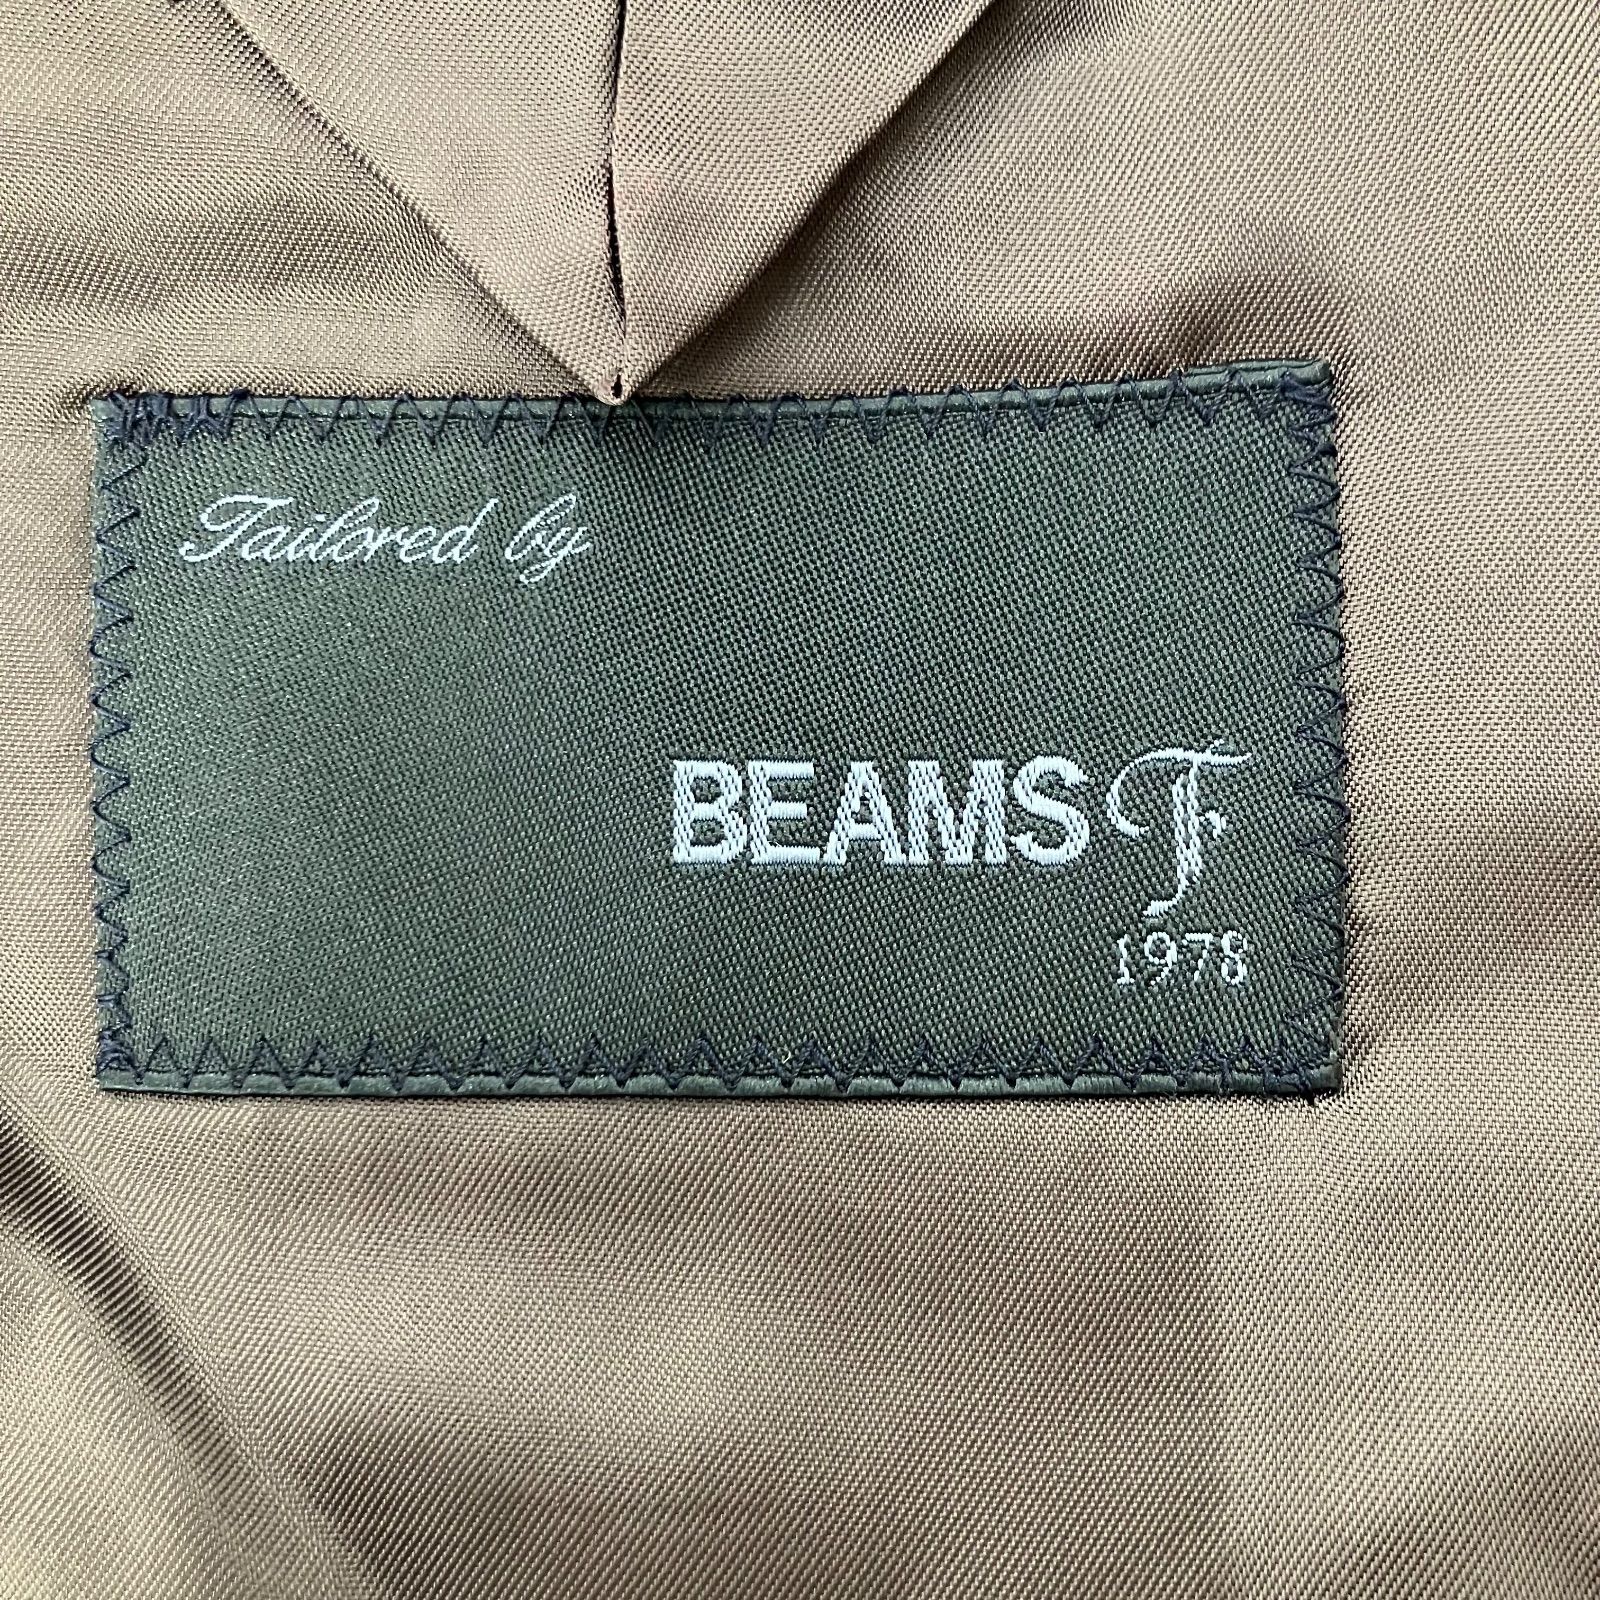 Tailored by
BEAMS F
1978